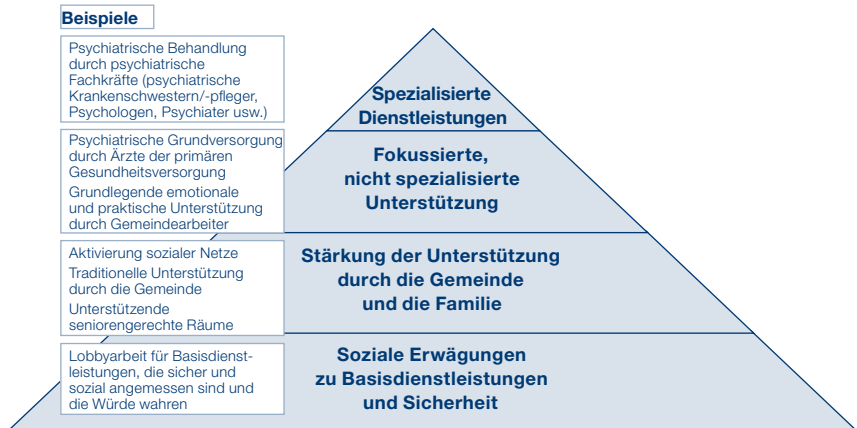 Beispiele
Psychiatrische Behandlung
durch psychiatrische
Fachkräfte (psychiatrische
Krankenschwestern/-pfleger,
Psychologen, Psychiater usw.)
Spezialisierte
Dienstleistungen
Psychiatrische Grundversorgung
durch Ärzte der primären
Gesundheitsversorgung
Grundlegende emotionale
und praktische Unterstützung
durch Gemeindearbeiter
Fokussierte,
nicht spezialisierte
Unterstützung
Aktivierung sozialer Netze
Traditionelle Unterstützung
durch die Gemeinde
Unterstützende
seniorengerechte Räume
Stärkung der Unterstützung
durch die Gemeinde
und die Familie
Lobbyarbeit für Basisdienst-
leistungen, die sicher und
sozial angemessen sind und
die Würde wahren
Soziale Erwägungen
zu Basisdienstleistungen
und Sicherheit